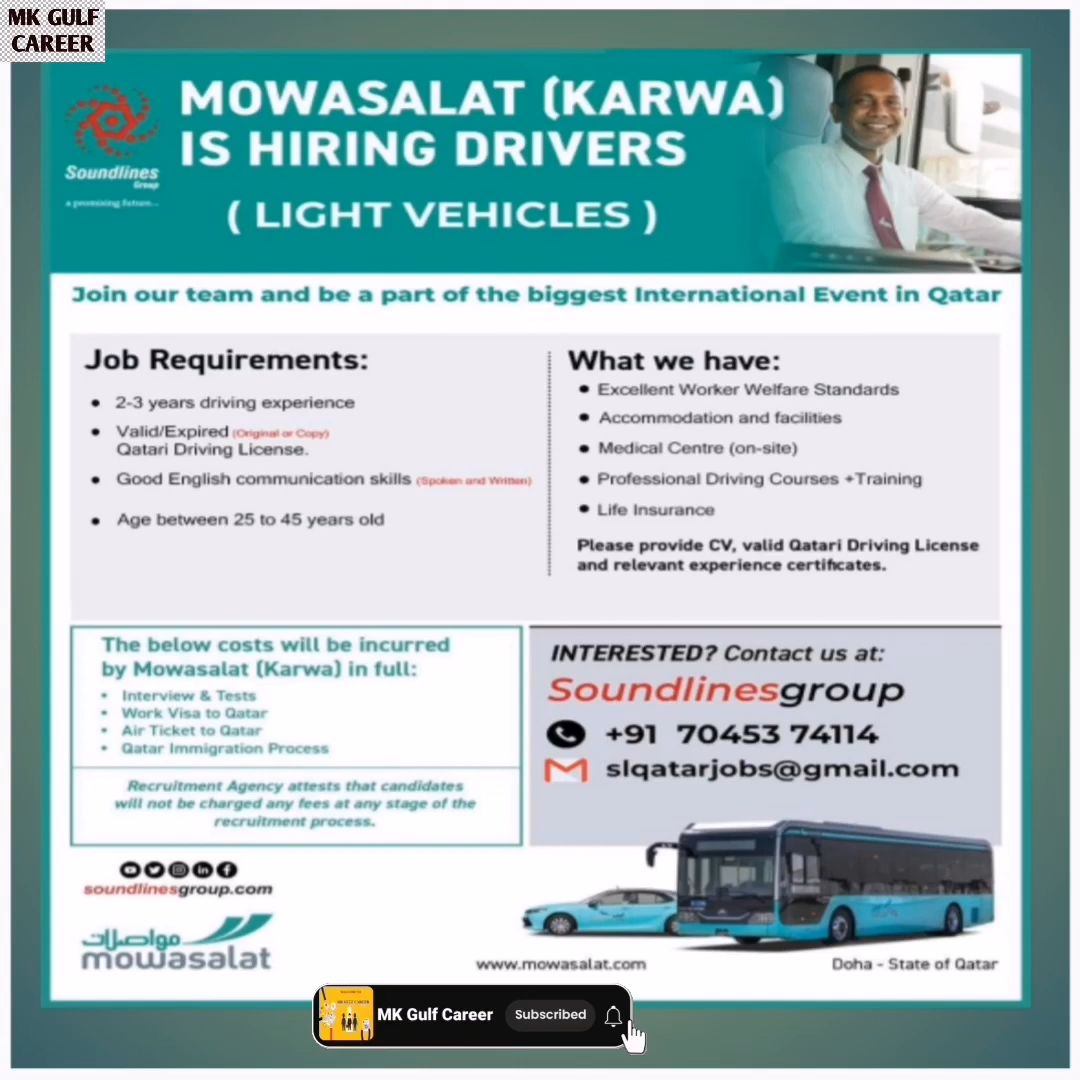 MK GULF
CAREER
Soundlines
Group
a promising future...
MOWASALAT (KARWA)
IS HIRING DRIVERS
( LIGHT VEHICLES )
Join our team and be a part of the biggest International Event in Qatar
Job Requirements:
• 2-3 years driving experience
• Valid/Expired (Original or Copy)
Qatari Driving License.
• Good English communication skills (Spoken and Written)
• Age between 25 to 45 years old
What we have:
• Excellent Worker Welfare Standards
• Accommodation and facilities
• Medical Centre (on-site)
• Professional Driving Courses +Training
• Life Insurance
Please provide CV, valid Qatari Driving License
and relevant experience certificates.
The below costs will be incurred
by Mowasalat (Karwa) in full:
• Interview & Tests
• Work Visa to Qatar
• Air Ticket to Qatar
• Qatar Immigration Process
Recruitment Agency attests that candidates
will not be charged any fees at any stage of the
recruitment process.
INTERESTED? Contact us at:
Soundlinesgroup
+91 70453 74114
slqatarjobs@gmail.com
soundlinesgroup.com
مواصلات
mowasalat
www.mowasalat.com
Doha - State of Qatar
MK Gulf Career
Subscribed